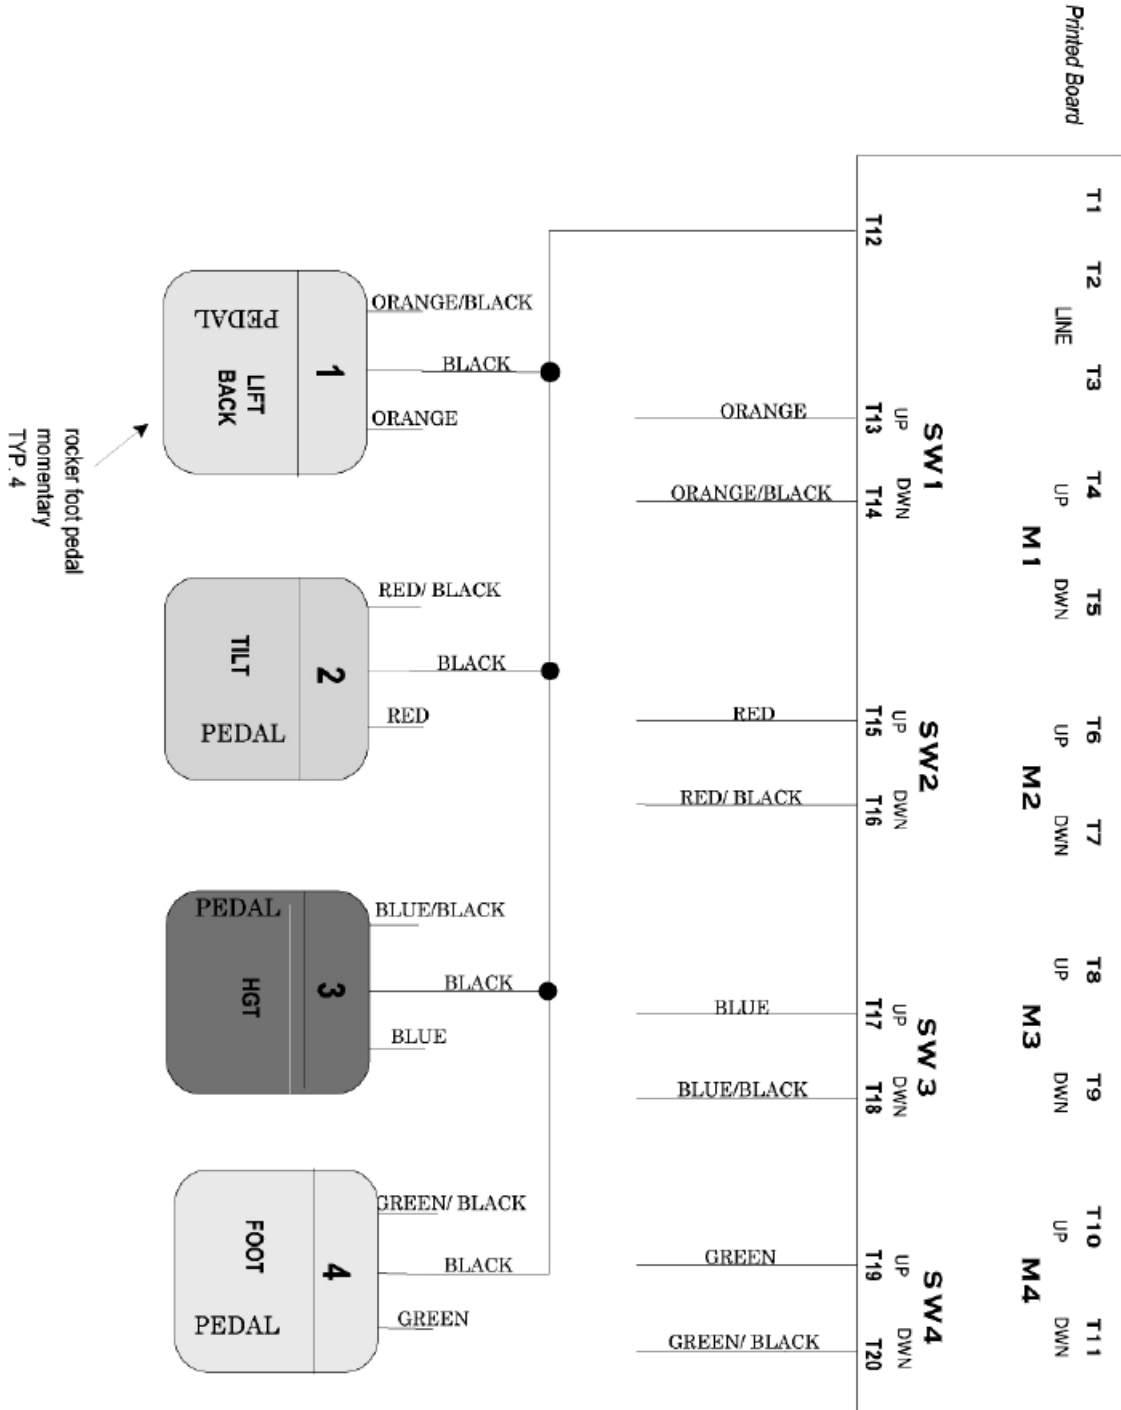 Printed Board
T1
T2
LINE
T3
T4
UP
M1
T5
DWN
T6
UP
M2
T7
DWN
T8
UP
M3
T9
DWN
T10
UP
M4
T11
DWN
T12
T13
UP
SW1
T14
DWN
T15
UP
SW2
T16
DWN
T17
UP
SW3
T18
DWN
T19
UP
SW4
T20
DWN
ORANGE
ORANGE/BLACK
RED
RED/ BLACK
BLUE
BLUE/BLACK
GREEN
GREEN/ BLACK
ORANGE/BLACK
BLACK
ORANGE
1
PEDAL
LIFT
BACK
rocker foot pedal
momentary
TYP. 4
RED/ BLACK
BLACK
RED
2
TILT
PEDAL
BLUE/BLACK
BLACK
BLUE
3
PEDAL
HGT
GREEN/ BLACK
BLACK
GREEN
4
FOOT
PEDAL